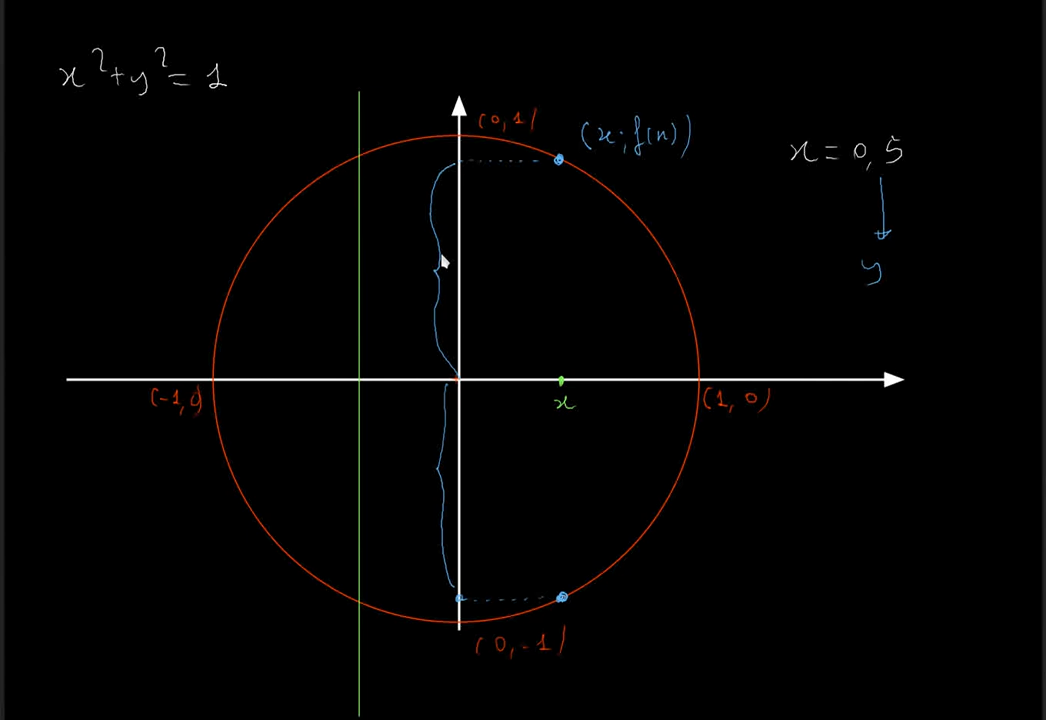 x²+y²= 1
(0,1)
(x;f(x))
x = 0,5
y
(-1,0)
x
(1, 0)
(0,-1)